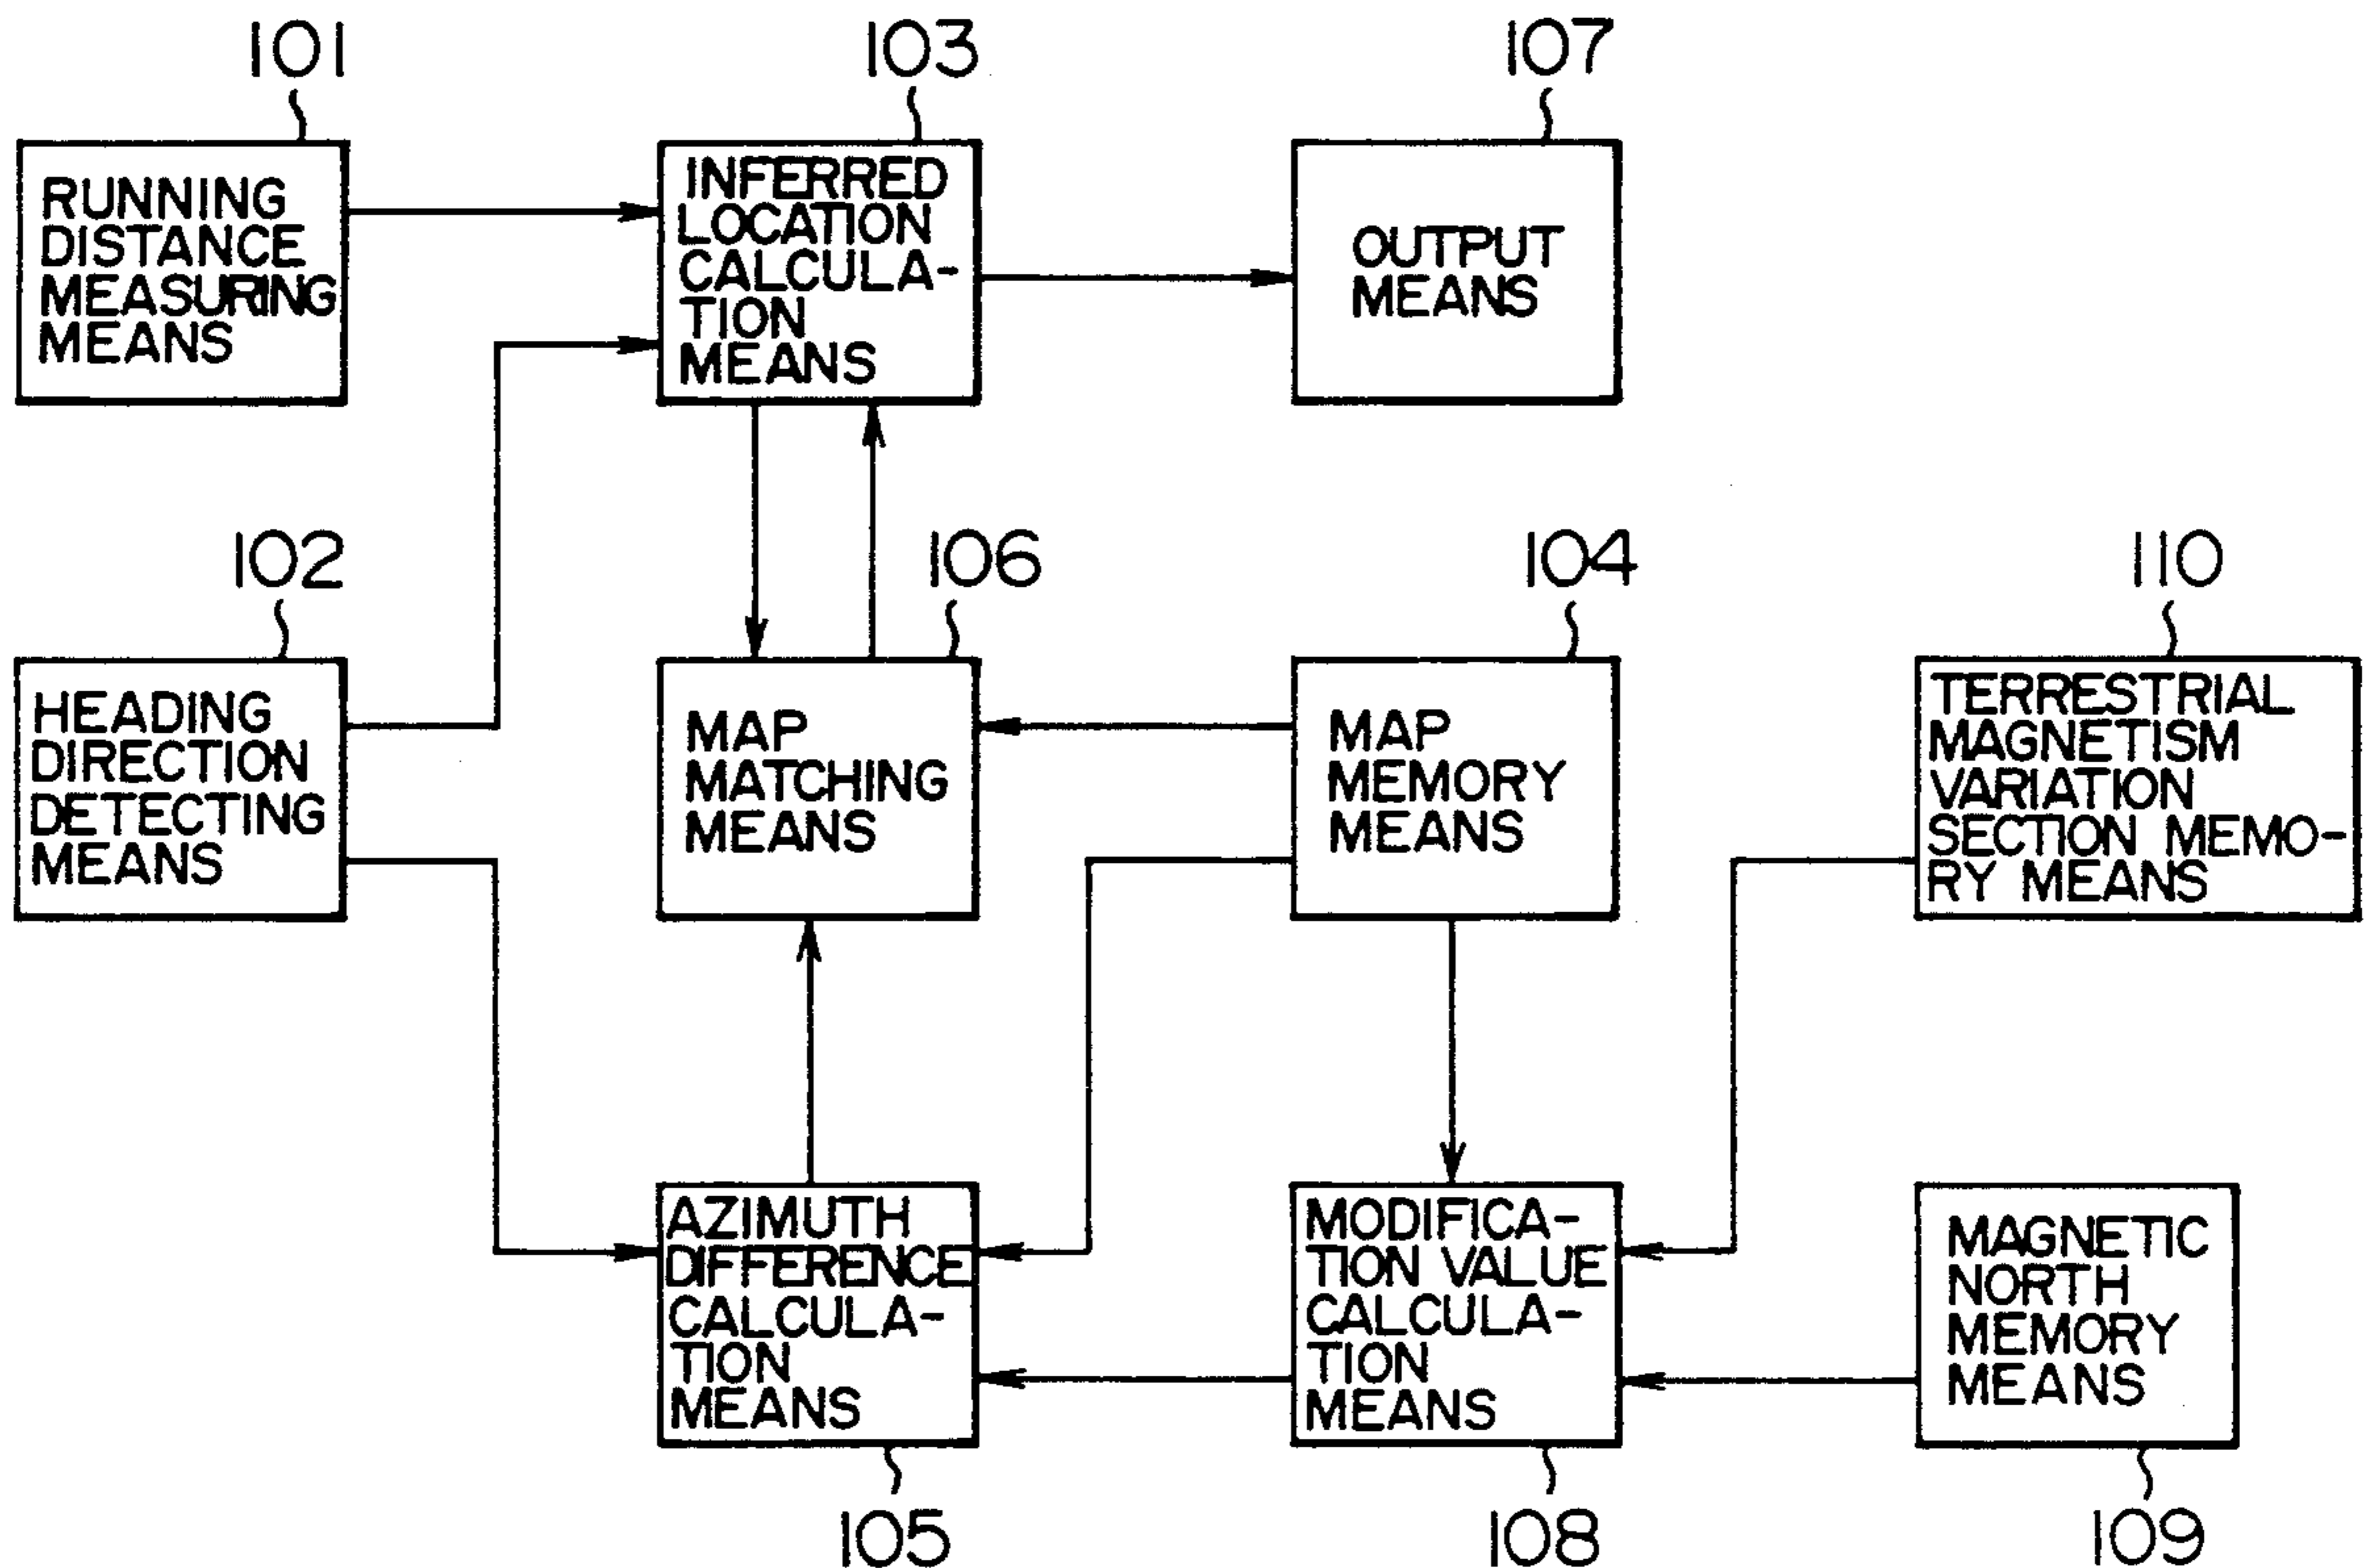 101
RUNNING
DISTANCE
MEASURING
MEANS
103
INFERRED
LOCATION
CALCULA-
TION
MEANS
107
OUTPUT
MEANS
102
HEADING
DIRECTION
DETECTING
MEANS
106
MAP
MATCHING
MEANS
104
MAP
MEMORY
MEANS
110
TERRESTRIAL
MAGNETISM
VARIATION
SECTION MEMO-
RY MEANS
AZIMUTH
DIFFERENCE
CALCULA-
TION
MEANS
105
MODIFICA-
TION VALUE
CALCULA-
TION
MEANS
108
MAGNETIC
NORTH
MEMORY
MEANS
109